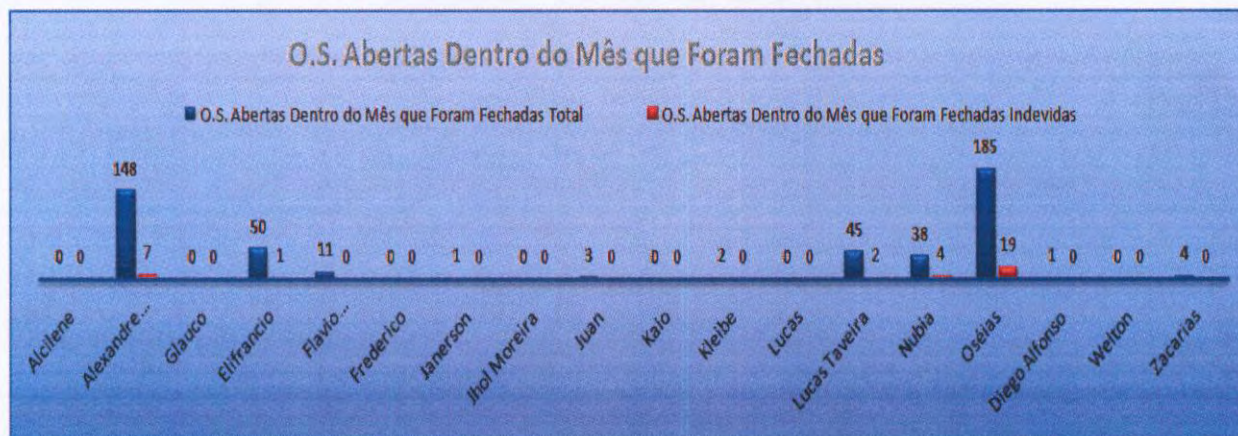 O.S. Abertas Dentro do Mês que Foram Fechadas
O.S. Abertas Dentro do Mês que Foram Fechadas Total
O.S. Abertas Dentro do Mês que Foram Fechadas Indevidas
0 0 148 7 0 0 50 1 11 0 0 0 1 0 0 0 3 0 0 0 2 0 0 0 45 2 38 4 185 19 1 0 0 0 4 0
Alcilene
Alexandre...
Glauco
Elifrancio
Flavio...
Frederico
Janerson
Jhol Moreira
Juan
Kaio
Kleibe
Lucas
Lucas Taveira
Nubia
Oséias
Diego Alfonso
Welton
Zacarias